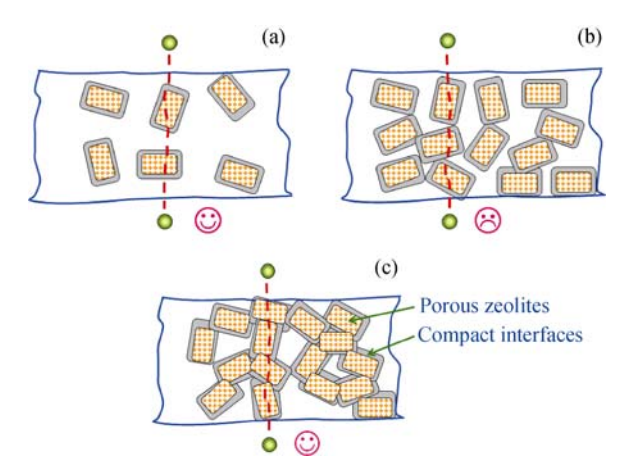 (a)
(b)
(c)
Porous zeolites
Compact interfaces